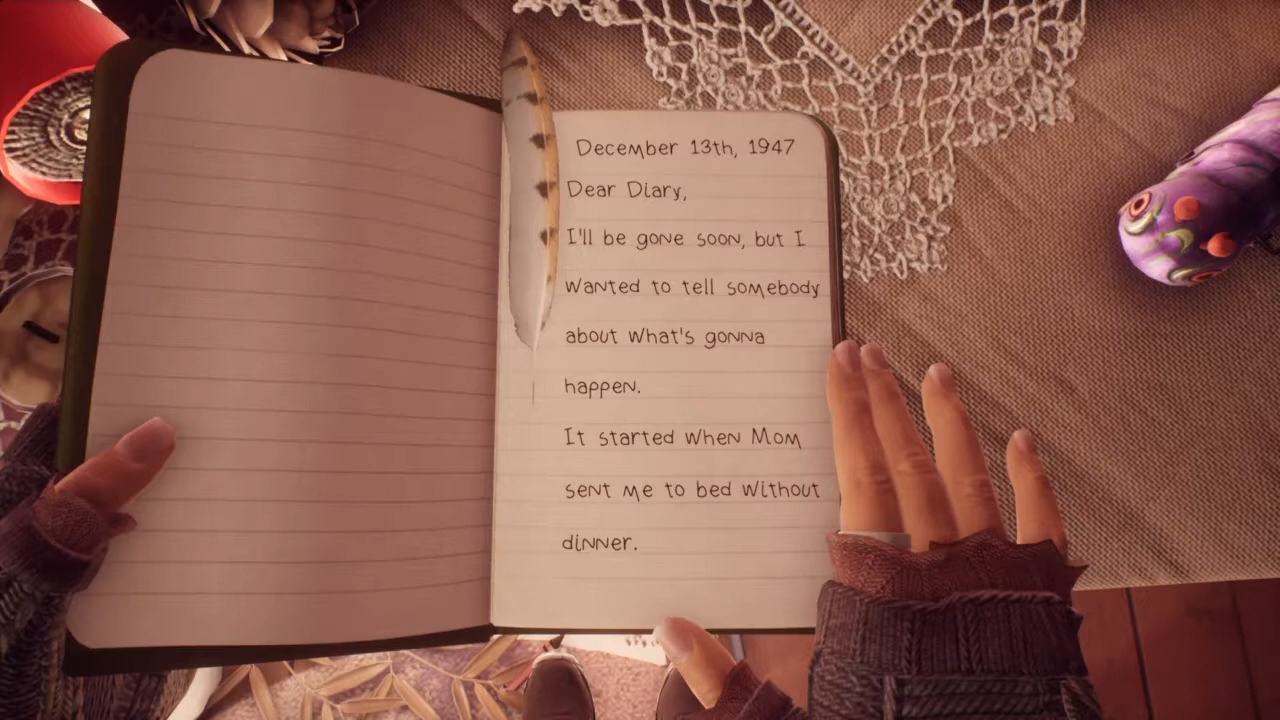 December 13th, 1947
Dear Diary,
I'll be gone soon, but I
wanted to tell somebody
about what's gonna
happen.
It started when Mom
sent me to bed without
dinner.